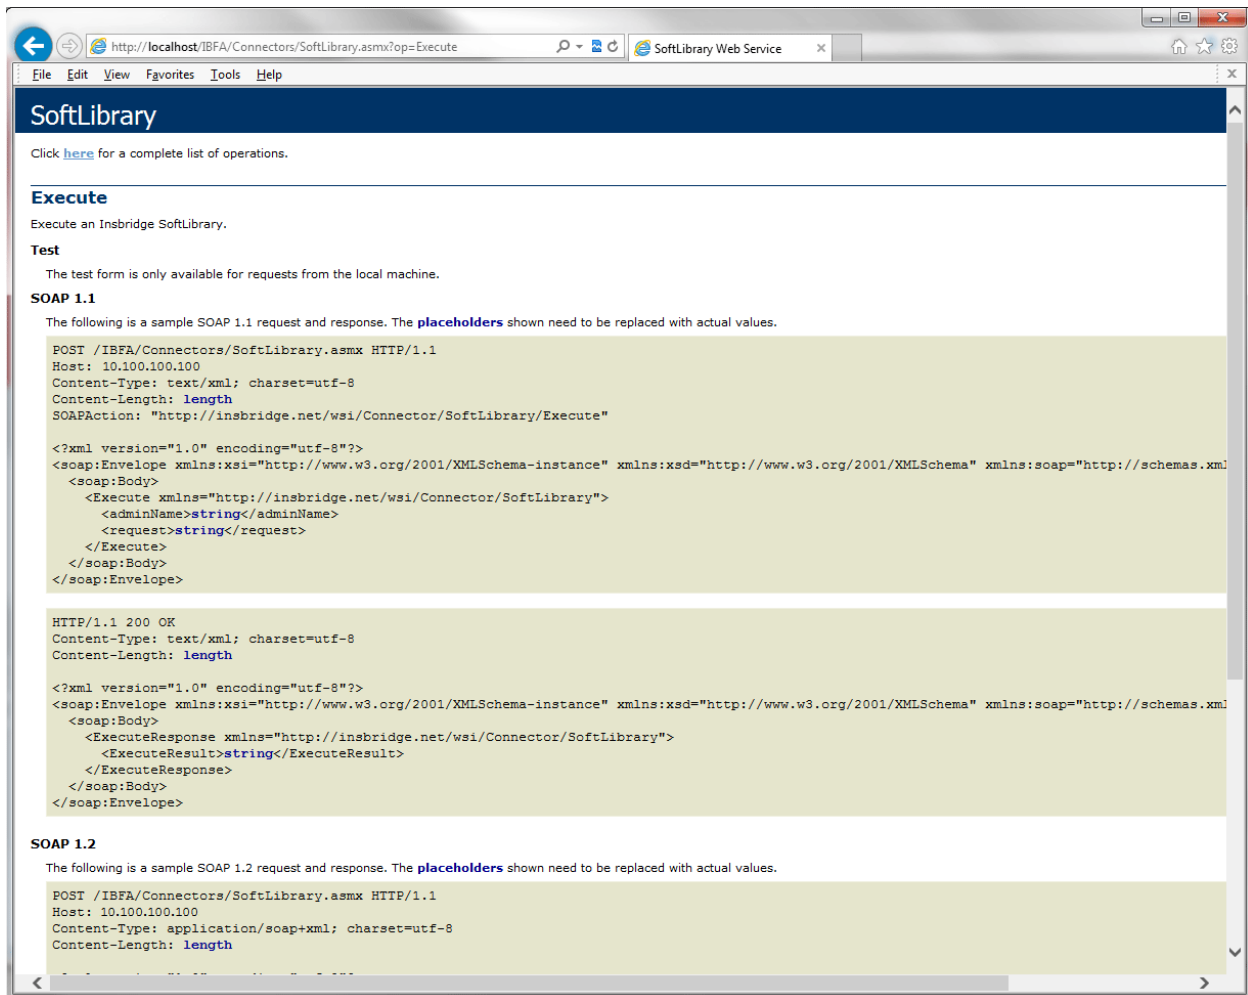 http://localhost/IBFA/Connectors/SoftLibrary.asmx?op=Execute
SoftLibrary Web Service
File Edit View Favorites Tools Help
SoftLibrary
Click here for a complete list of operations.
Execute
Execute an Insbridge SoftLibrary.
Test
The test form is only available for requests from the local machine.
SOAP 1.1
The following is a sample SOAP 1.1 request and response. The placeholders shown need to be replaced with actual values.
POST /IBFA/Connectors/SoftLibrary.asmx HTTP/1.1
Host: 10.100.100.100
Content-Type: text/xml; charset=utf-8
Content-Length: length
SOAPAction: "http://insbridge.net/wsi/Connector/SoftLibrary/Execute"
<?xml version="1.0" encoding="utf-8"?>
<soap:Envelope xmlns:xsi="http://www.w3.org/2001/XMLSchema-instance" xmlns:xsd="http://www.w3.org/2001/XMLSchema" xmlns:soap="http://schemas.xml
<soap:Body>
<Execute xmlns="http://insbridge.net/wsi/Connector/SoftLibrary">
<adminName>string</adminName>
<request>string</request>
</Execute>
</soap:Body>
</soap:Envelope>
HTTP/1.1 200 OK
Content-Type: text/xml; charset=utf-8
Content-Length: length
<?xml version="1.0" encoding="utf-8"?>
<soap:Envelope xmlns:xsi="http://www.w3.org/2001/XMLSchema-instance" xmlns:xsd="http://www.w3.org/2001/XMLSchema" xmlns:soap="http://schemas.xml
<soap:Body>
<ExecuteResponse xmlns="http://insbridge.net/wsi/Connector/SoftLibrary">
<ExecuteResult>string</ExecuteResult>
</ExecuteResponse>
</soap:Body>
</soap:Envelope>
SOAP 1.2
The following is a sample SOAP 1.2 request and response. The placeholders shown need to be replaced with actual values.
POST /IBFA/Connectors/SoftLibrary.asmx HTTP/1.1
Host: 10.100.100.100
Content-Type: application/soap+xml; charset=utf-8
Content-Length: length